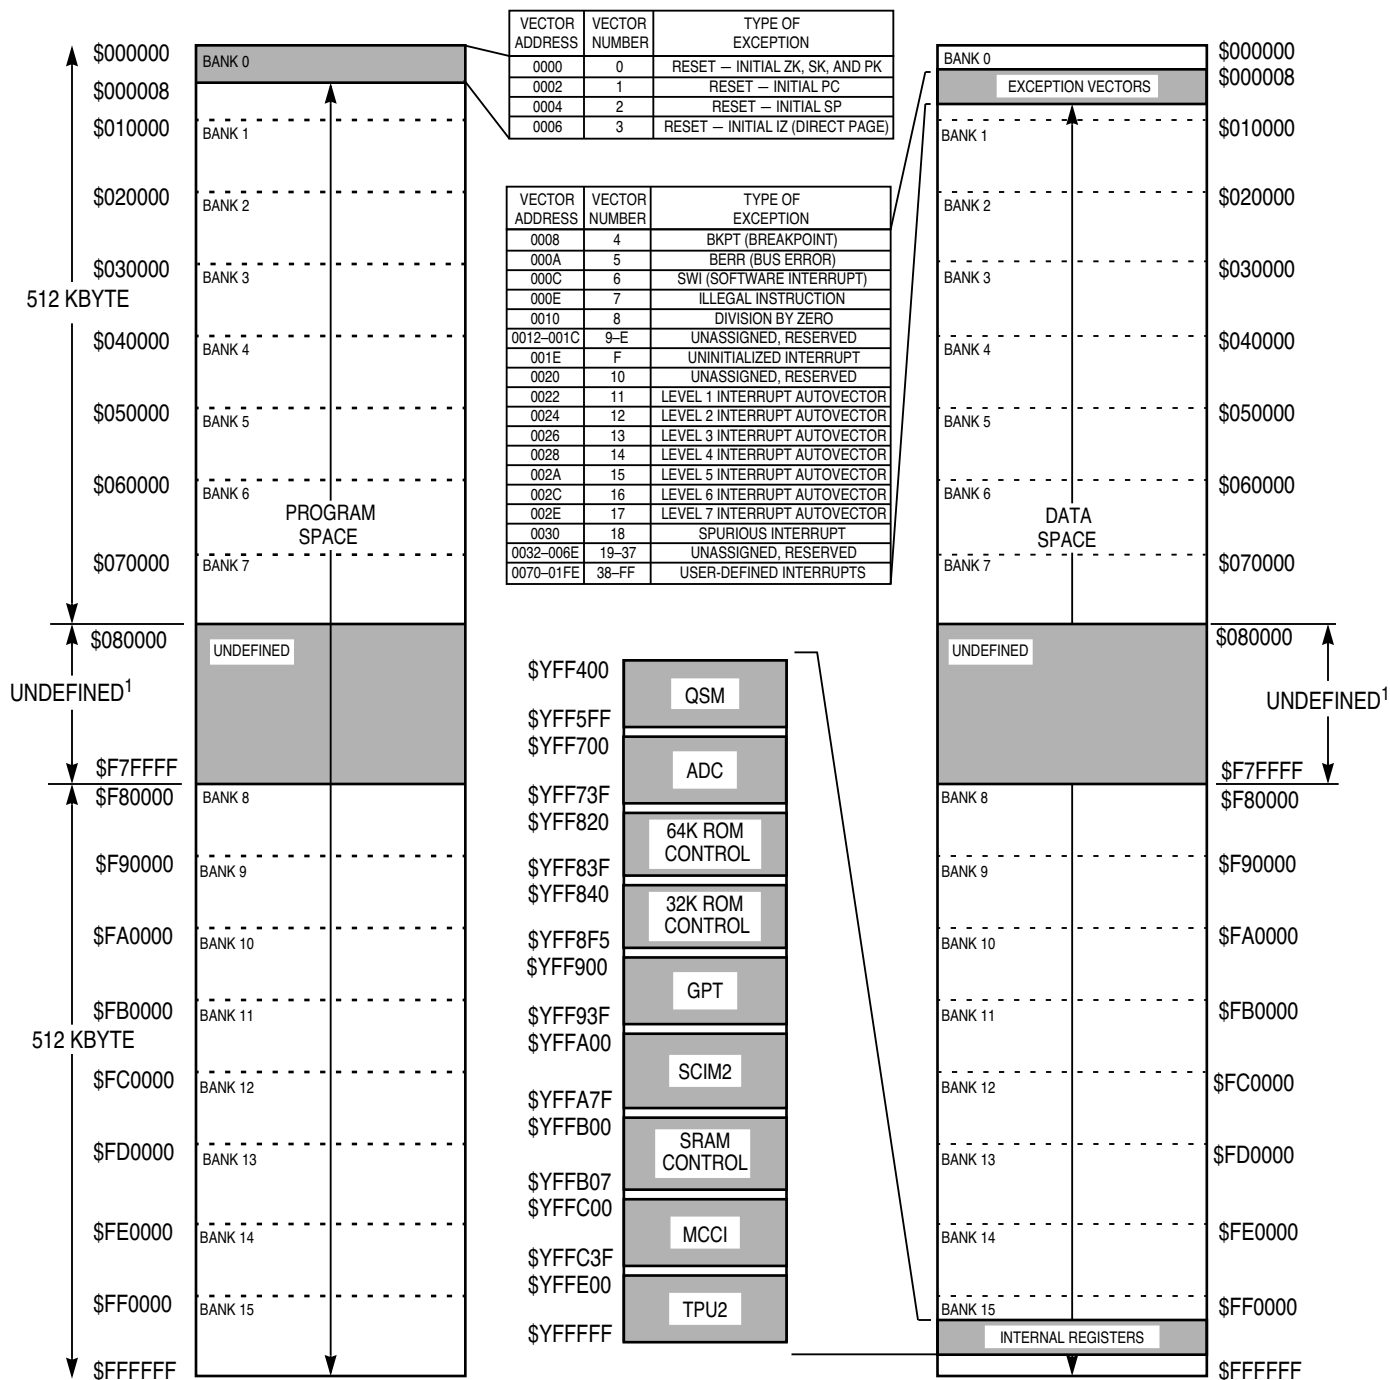 $000000
$000008
$010000
$020000
$030000
512 KBYTE
$040000
$050000
$060000
$070000
$080000
UNDEFINED1
$F7FFFF
$F80000
$F90000
$FA0000
$FB0000
512 KBYTE
$FC0000
$FD0000
$FE0000
$FF0000
$FFFFFF
BANK 0
BANK 1
BANK 2
BANK 3
BANK 4
BANK 5
BANK 6
PROGRAM
SPACE
BANK 7
UNDEFINED
BANK 8
BANK 9
BANK 10
BANK 11
BANK 12
BANK 13
BANK 14
BANK 15
VECTOR VECTOR TYPE OF
ADDRESS NUMBER EXCEPTION
0000 0 RESET — INITIAL ZK, SK, AND PK
0002 1 RESET — INITIAL PC
0004 2 RESET — INITIAL SP
0006 3 RESET — INITIAL IZ (DIRECT PAGE)
VECTOR VECTOR TYPE OF
ADDRESS NUMBER EXCEPTION
0008 4 BKPT (BREAKPOINT)
000A 5 BERR (BUS ERROR)
000C 6 SWI (SOFTWARE INTERRUPT)
000E 7 ILLEGAL INSTRUCTION
0010 8 DIVISION BY ZERO
0012–001C 9–E UNASSIGNED, RESERVED
001E F UNINITIALIZED INTERRUPT
0020 10 UNASSIGNED, RESERVED
0022 11 LEVEL 1 INTERRUPT AUTOVECTOR
0024 12 LEVEL 2 INTERRUPT AUTOVECTOR
0026 13 LEVEL 3 INTERRUPT AUTOVECTOR
0028 14 LEVEL 4 INTERRUPT AUTOVECTOR
002A 15 LEVEL 5 INTERRUPT AUTOVECTOR
002C 16 LEVEL 6 INTERRUPT AUTOVECTOR
002E 17 LEVEL 7 INTERRUPT AUTOVECTOR
0030 18 SPURIOUS INTERRUPT
0032–006E 19–37 UNASSIGNED, RESERVED
0070–01FE 38–FF USER-DEFINED INTERRUPTS
$YFF400
QSM
$YFF5FF
$YFF700
ADC
$YFF73F
$YFF820
64K ROM
CONTROL
$YFF83F
$YFF840
32K ROM
CONTROL
$YFF8F5
$YFF900
GPT
$YFF93F
$YFFA00
SCIM2
$YFFA7F
$YFFB00
SRAM
CONTROL
$YFFB07
$YFFC00
MCCI
$YFFC3F
$YFFE00
TPU2
$YFFFFF
BANK 0
EXCEPTION VECTORS
BANK 1
BANK 2
BANK 3
BANK 4
BANK 5
BANK 6
DATA
SPACE
BANK 7
UNDEFINED
BANK 8
BANK 9
BANK 10
BANK 11
BANK 12
BANK 13
BANK 14
BANK 15
INTERNAL REGISTERS
$000000
$000008
$010000
$020000
$030000
$040000
$050000
$060000
$070000
$080000
UNDEFINED1
$F7FFFF
$F80000
$F90000
$FA0000
$FB0000
$FC0000
$FD0000
$FE0000
$FF0000
$FFFFFF